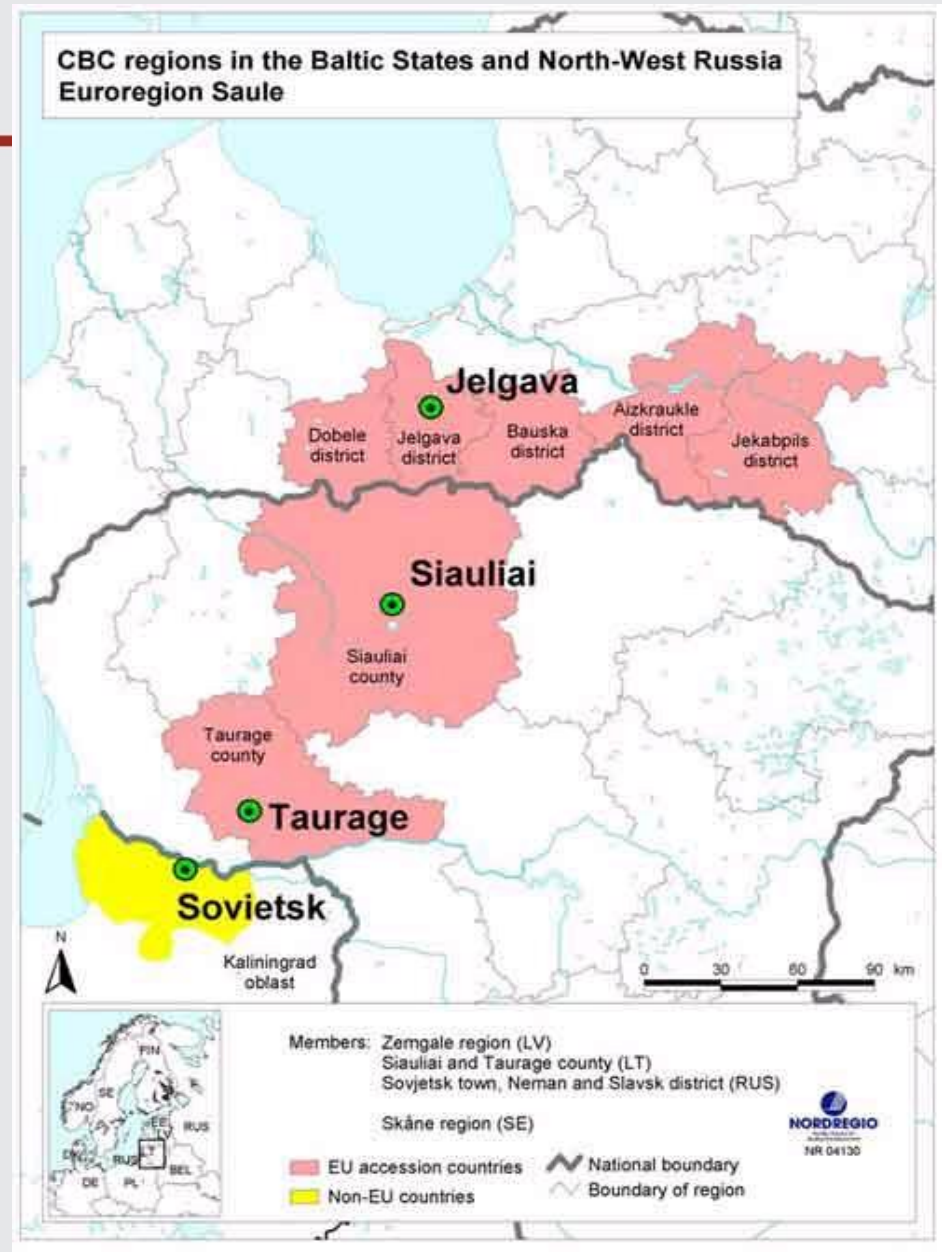 CBC regions in the Baltic States and North-West Russia
Euroregion Saule
Jelgava
Dobele
district
Jelgava
district
Bauska
district
Aizkraukle
district
Jekabpils
district
Siauliai
Siauliai
county
Taurage
county
Taurage
Sovietsk
Kaliningrad
oblast
N
0 30 60 90 km
Members: Zemgale region (LV)
Siauliai and Taurage county (LT)
Sovjetsk town, Neman and Slavsk district (RUS)
Skåne region (SE)
EU accession countries
National boundary
Non-EU countries
Boundary of region
FIN
SE
NO
EE
LV
RUS
LT
RUS
BEL
DE
PL
NORDREGIO
NR 04130